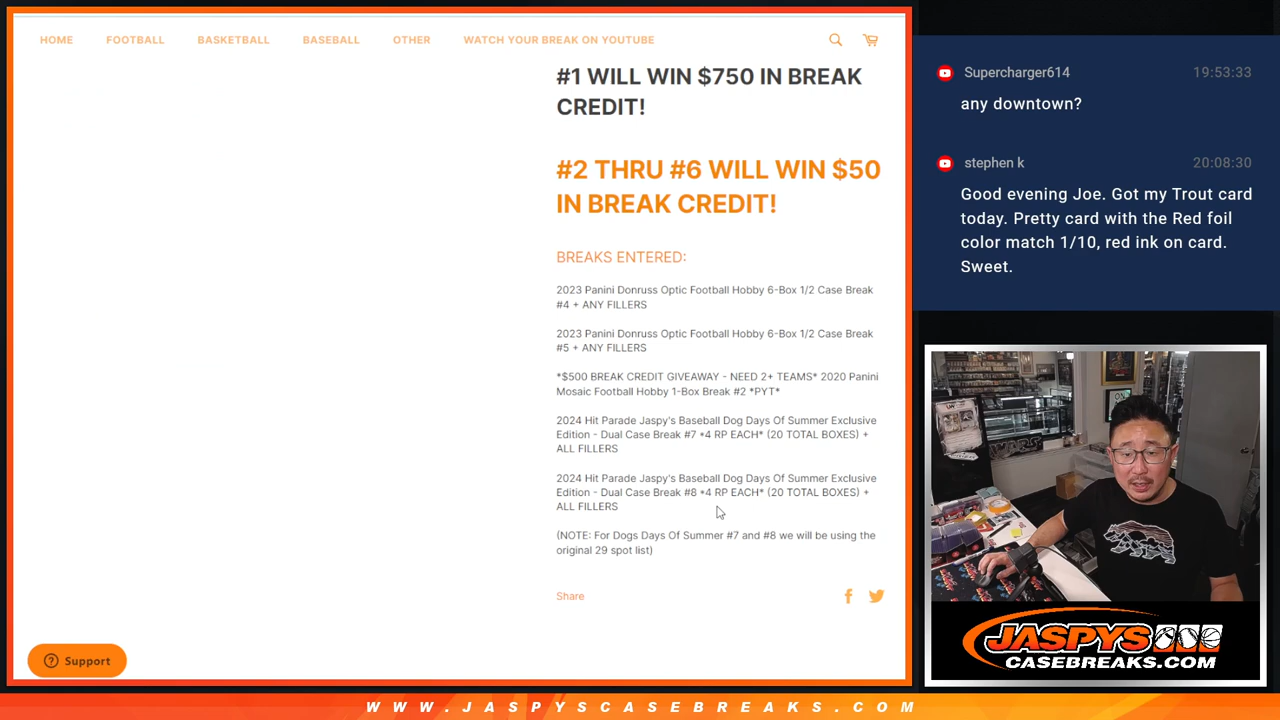 HOME
FOOTBALL
BASKETBALL
BASEBALL
OTHER
WATCH YOUR BREAK ON YOUTUBE
#1 WILL WIN $750 IN BREAK
CREDIT!
#2 THRU #6 WILL WIN $50
IN BREAK CREDIT!
BREAKS ENTERED:
2023 Panini Donruss Optic Football Hobby 6-Box 1/2 Case Break
#4 + ANY FILLERS
2023 Panini Donruss Optic Football Hobby 6-Box 1/2 Case Break
#5 + ANY FILLERS
*$500 BREAK CREDIT GIVEAWAY - NEED 2+ TEAMS* 2020 Panini
Mosaic Football Hobby 1-Box Break #2 *PYT*
2024 Hit Parade Jaspy's Baseball Dog Days Of Summer Exclusive
Edition - Dual Case Break #7 *4 RP EACH* (20 TOTAL BOXES) +
ALL FILLERS
2024 Hit Parade Jaspy's Baseball Dog Days Of Summer Exclusive
Edition - Dual Case Break #8 *4 RP EACH* (20 TOTAL BOXES) +
ALL FILLERS
(NOTE: For Dogs Days Of Summer #7 and #8 we will be using the
original 29 spot list)
Share
Support
Supercharger614 19:53:33
any downtown?
stephen k 20:08:30
Good evening Joe. Got my Trout card
today. Pretty card with the Red foil
color match 1/10, red ink on card.
Sweet.
JASPYS
CASEBREAKS.COM
WWW.JASPYSCASEBREAKS.COM